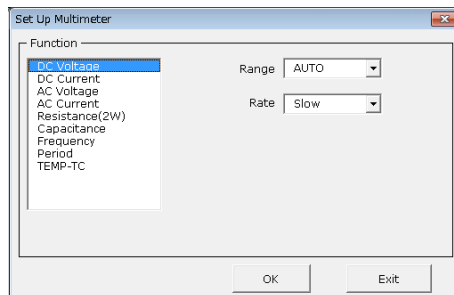 Set Up Multimeter
Function
DC Voltage
DC Current
AC Voltage
AC Current
Resistance(2W)
Capacitance
Frequency
Period
TEMP-TC
Range AUTO
Rate Slow
OK Exit